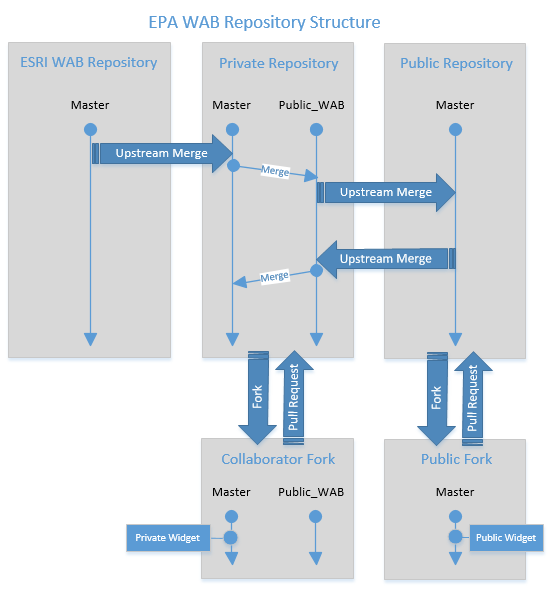 EPA WAB Repository Structure
ESRI WAB Repository
Private Repository
Public Repository
Master
Master
Public_WAB
Master
Upstream Merge
Merge
Upstream Merge
Upstream Merge
Merge
Fork
Pull Request
Fork
Pull Request
Collaborator Fork
Public Fork
Master
Public_WAB
Master
Private Widget
Public Widget